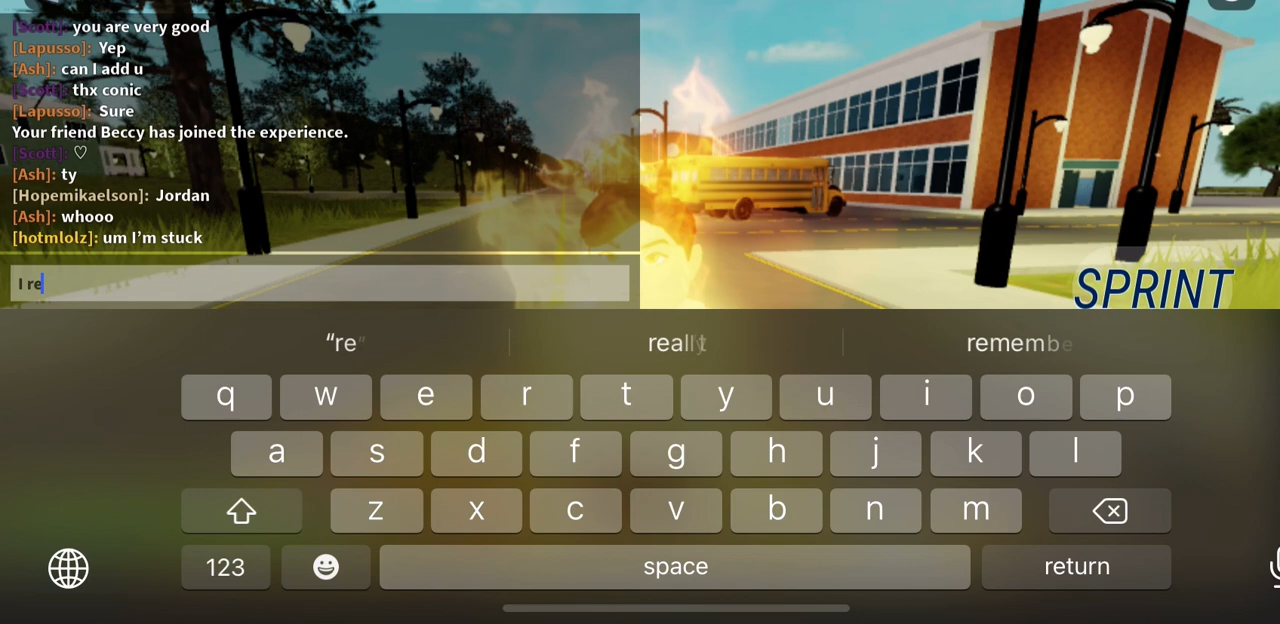 [Scott]: you are very good
[Lapusso]: Yep
[Ash]: can I add u
[Scott]: thx conic
[Lapusso]: Sure
Your friend Beccy has joined the experience.
[Scott]: ♡
[Ash]: ty
[Hopemikaelson]: Jordan
[Ash]: whooo
[hotmlolz]: um I’m stuck
I re
SPRINT
“re” really remembe
q w e r t y u i o p
a s d f g h j k l
z x c v b n m
123 space return